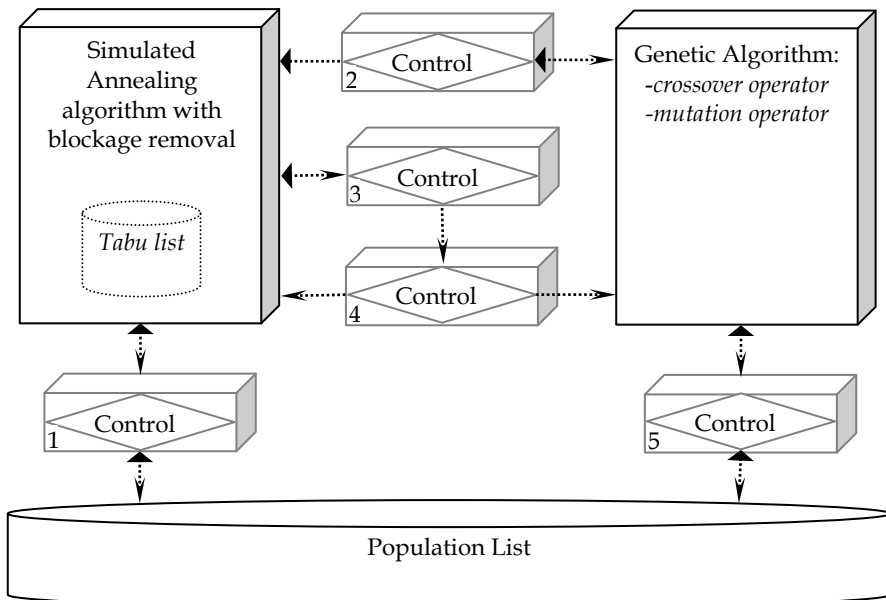 Simulated
Annealing
algorithm with
blockage removal
Tabu list
Control
2
Genetic Algorithm:
-crossover operator
-mutation operator
Control
3
Control
4
Control
1
Control
5
Population List